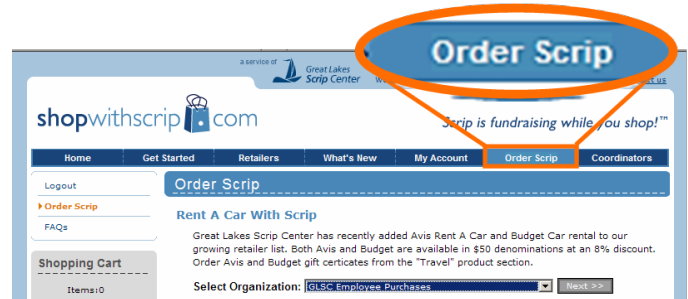 Order Scrip
a service of
Great Lakes
Scrip Center
us
shopwithscrip.com
Scrip is fundraising while you shop!™
Home Get Started Retailers What's New My Account Order Scrip Coordinators
Logout
Order Scrip
FAQs
Order Scrip
Rent A Car With Scrip
Great Lakes Scrip Center has recently added Avis Rent A Car and Budget Car rental to our
growing retailer list. Both Avis and Budget are available in $50 denominations at an 8% discount.
Order Avis and Budget gift certicates from the "Travel" product section.
Shopping Cart
Items:0
Select Organization: GLSC Employee Purchases Next >>